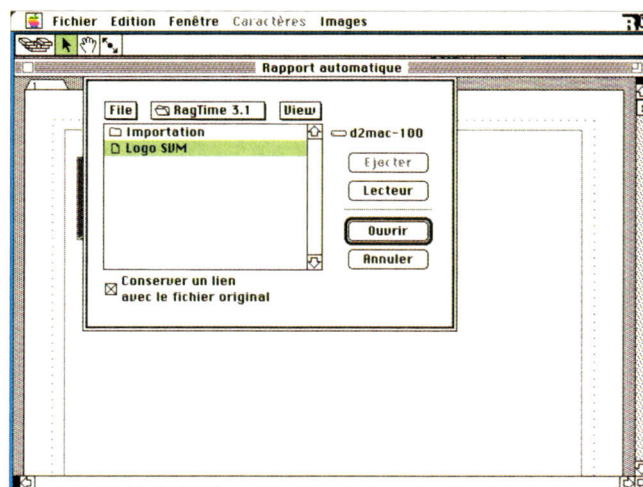 Fichier Edition Fenêtre Caractères Images
Rapport automatique
1
File RagTime 3.1 View
Importation
Logo SVM
d2mac-100
Ejecter
Lecteur
Ouvrir
Annuler
Conserver un lien
avec le fichier original